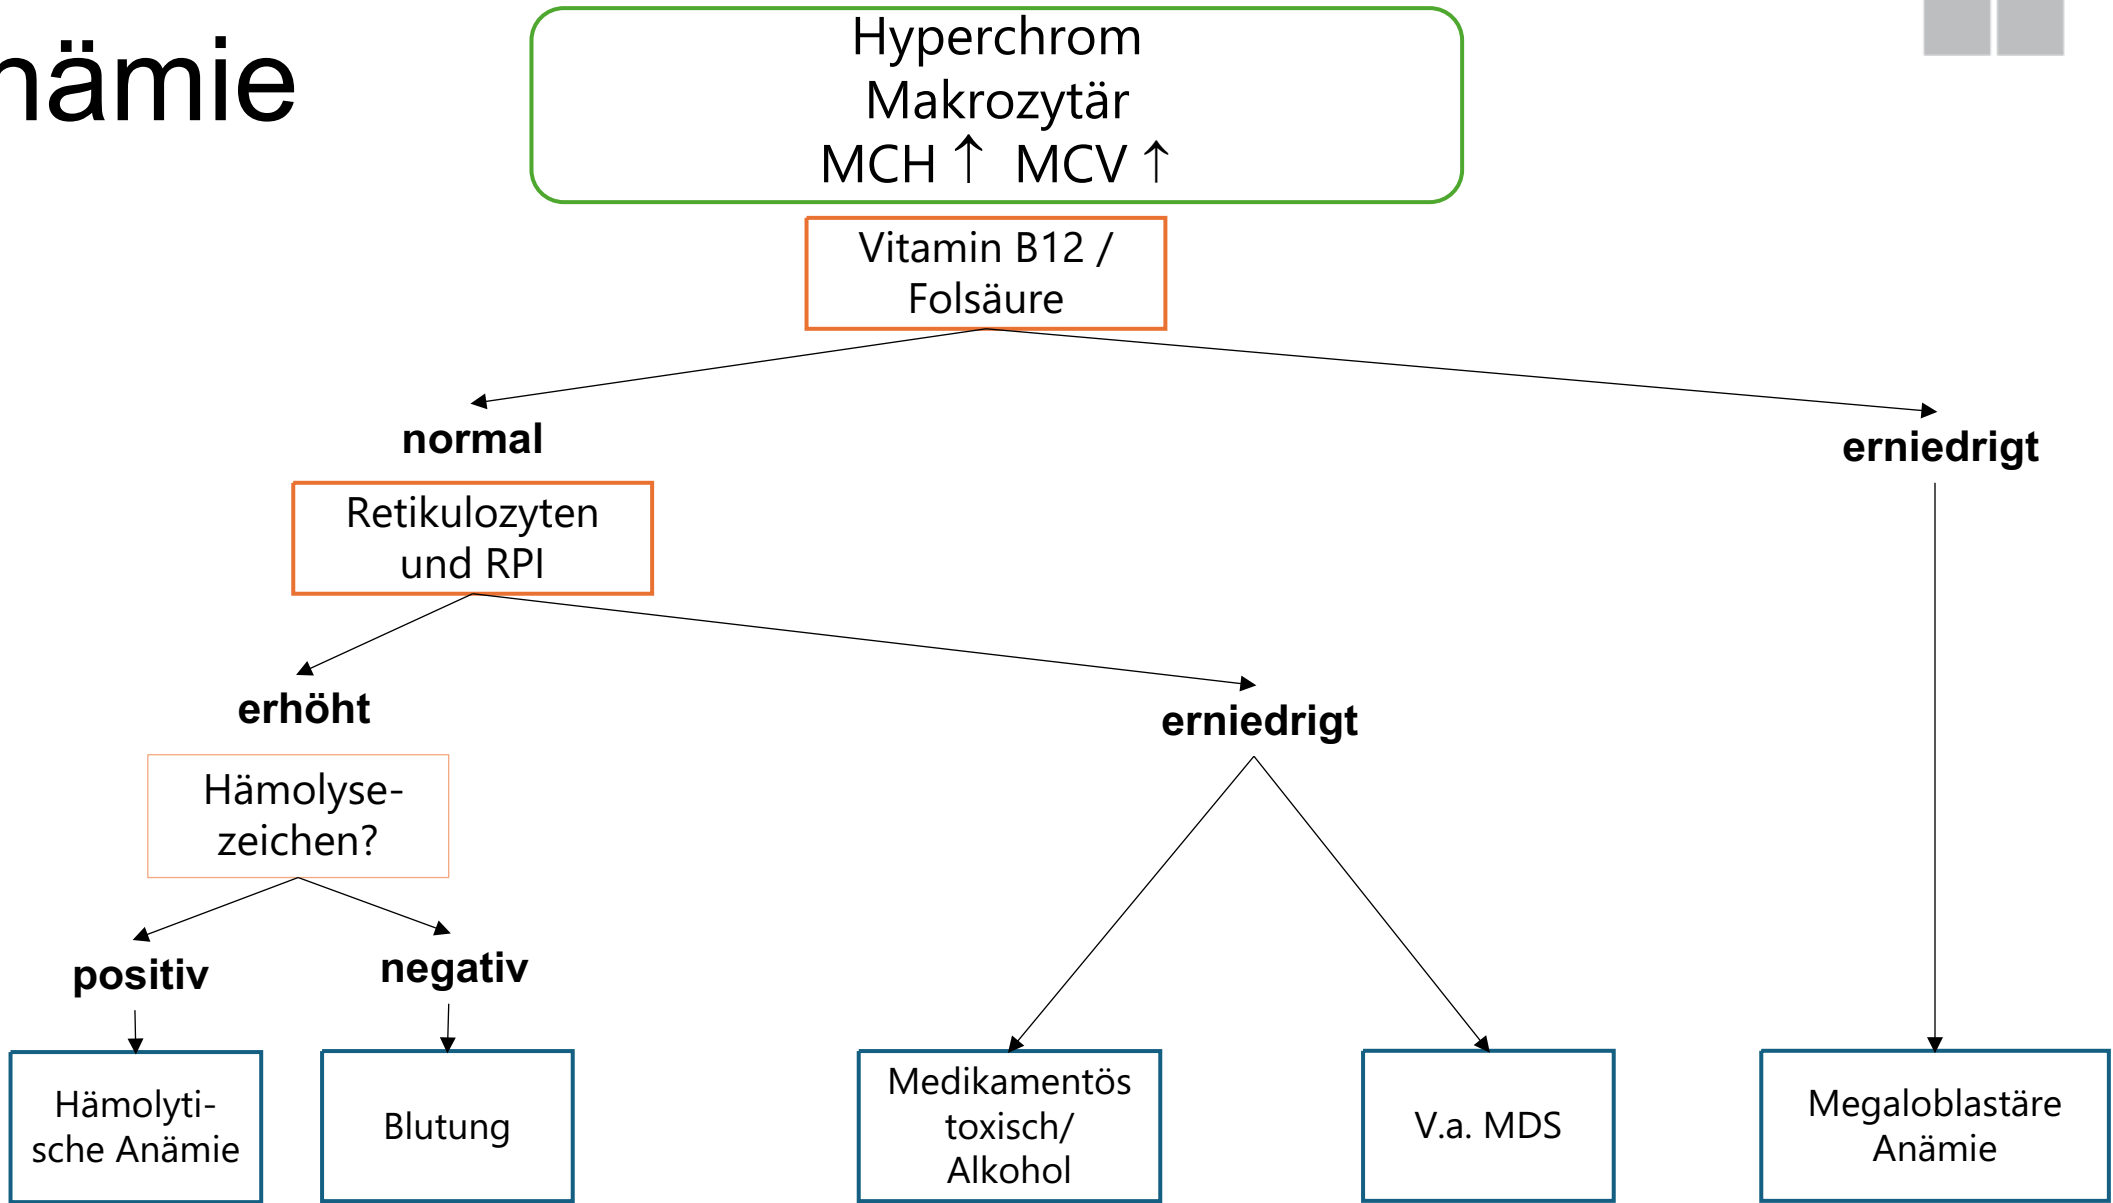 nämie
Hyperchrom
Makrozytär
MCH ↑ MCV ↑
Vitamin B12 /
Folsäure
normal
erniedrigt
Retikulozyten
und RPI
erhöht
erniedrigt
Hämolyse-
zeichen?
positiv
negativ
Hämolyti-
sche Anämie
Blutung
Medikamentös
toxisch/
Alkohol
V.a. MDS
Megaloblastäre
Anämie